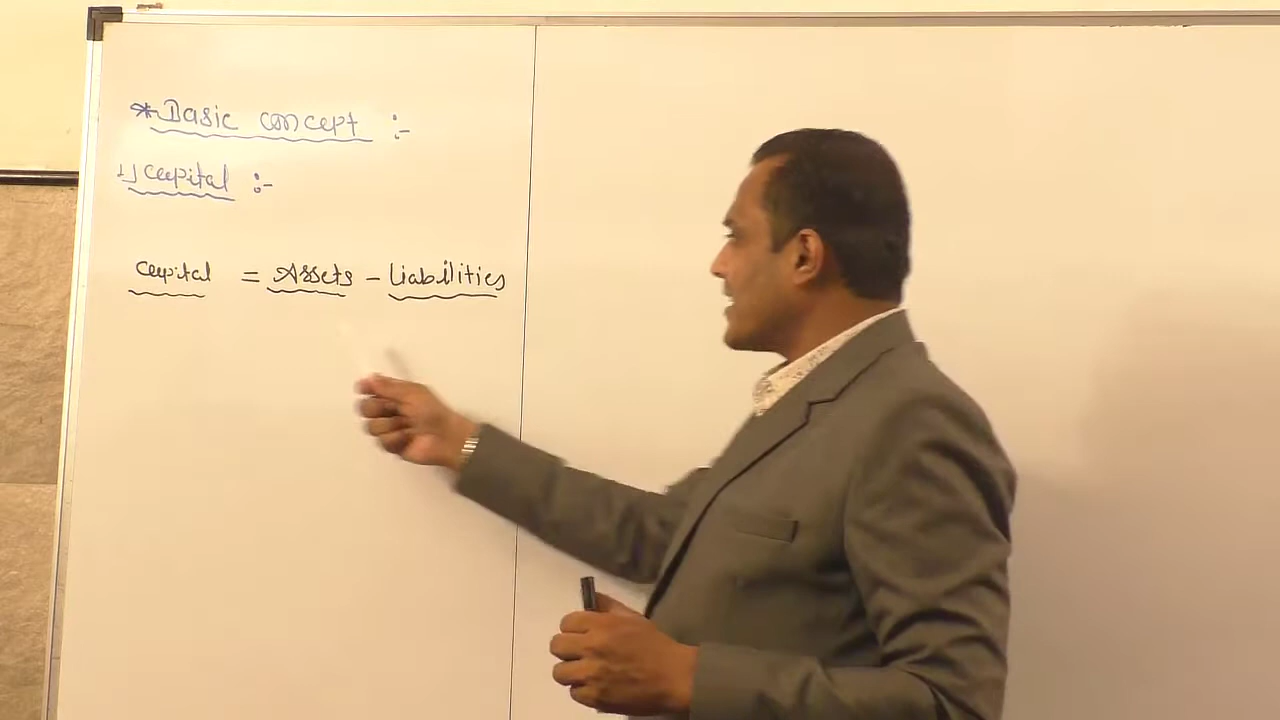 * Basic concept :-
1] Capital :-
Capital = Assets - Liabilities